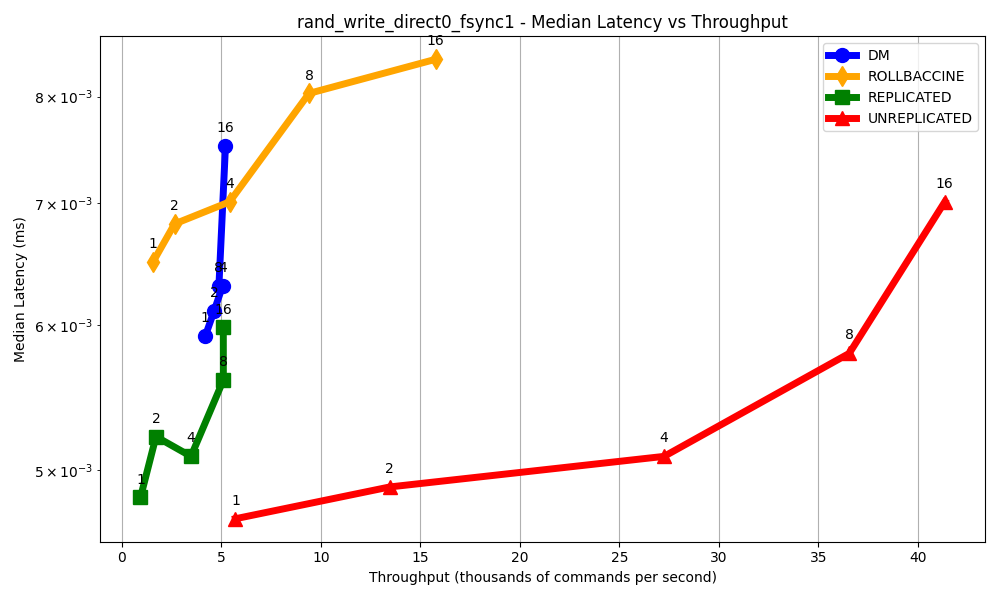 rand_write_direct0_fsync1 - Median Latency vs Throughput
16
8
4
2
1
16
8
4
2
1
16
8
4
2
1
16
8
4
2
1
DM
ROLLBACCINE
REPLICATED
UNREPLICATED
8 × 10⁻³
7 × 10⁻³
6 × 10⁻³
5 × 10⁻³
Median Latency (ms)
0 5 10 15 20 25 30 35 40
Throughput (thousands of commands per second)